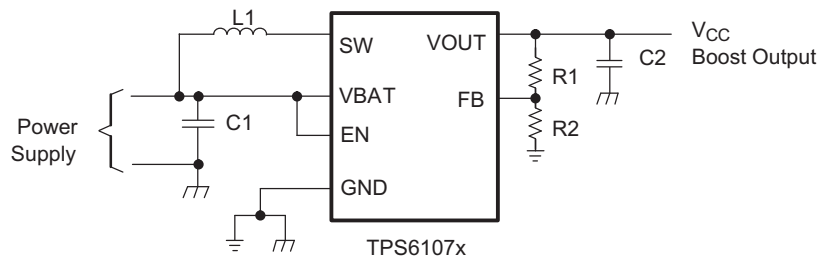 L1
SW
VOUT
V_CC
Boost Output
R1
C2
VBAT
FB
Power
Supply
C1
EN
R2
GND
TPS6107x